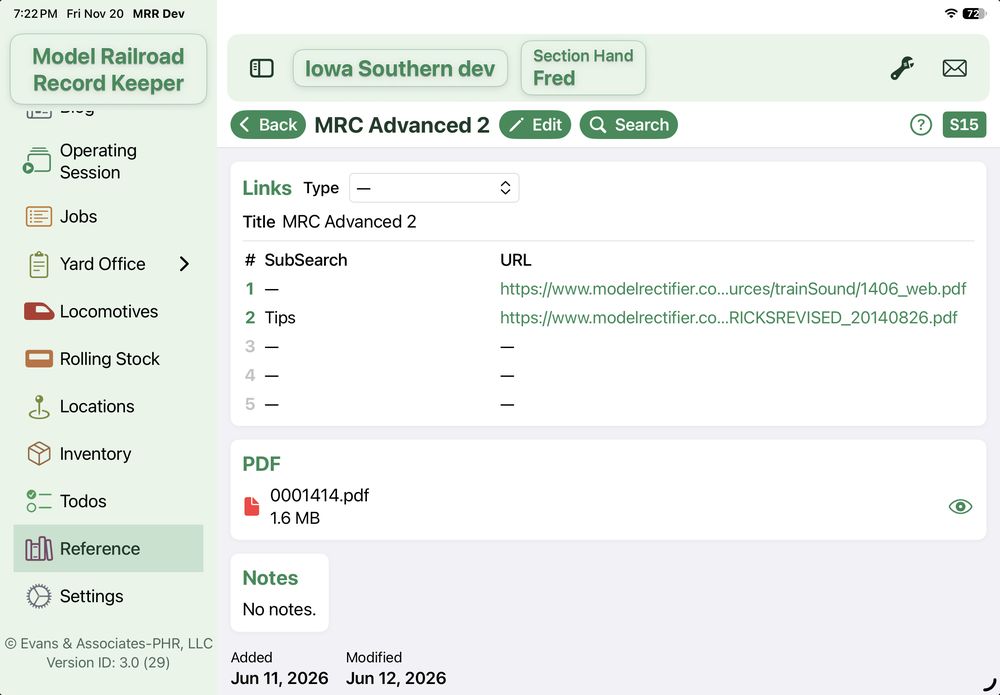 7:22 PM Fri Nov 20 MRR Dev
72
Model Railroad
Record Keeper
Blog
Operating
Session
Jobs
Yard Office
Locomotives
Rolling Stock
Locations
Inventory
Todos
Reference
Settings
© Evans & Associates-PHR, LLC
Version ID: 3.0 (29)
Iowa Southern dev
Section Hand
Fred
Back
MRC Advanced 2
Edit
Search
?
S15
Links Type —
Title MRC Advanced 2
# SubSearch URL
1 — https://www.modelrectifier.co...urces/trainSound/1406_web.pdf
2 Tips https://www.modelrectifier.co...RICKSREVISED_20140826.pdf
3 — —
4 — —
5 — —
PDF
0001414.pdf
1.6 MB
Notes
No notes.
Added Modified
Jun 11, 2026 Jun 12, 2026